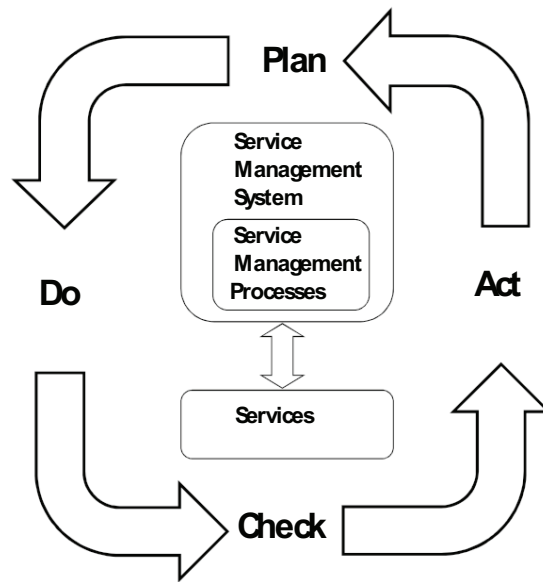 Plan
Service
Management
System
Service
Management
Processes
Do
Act
Services
Check